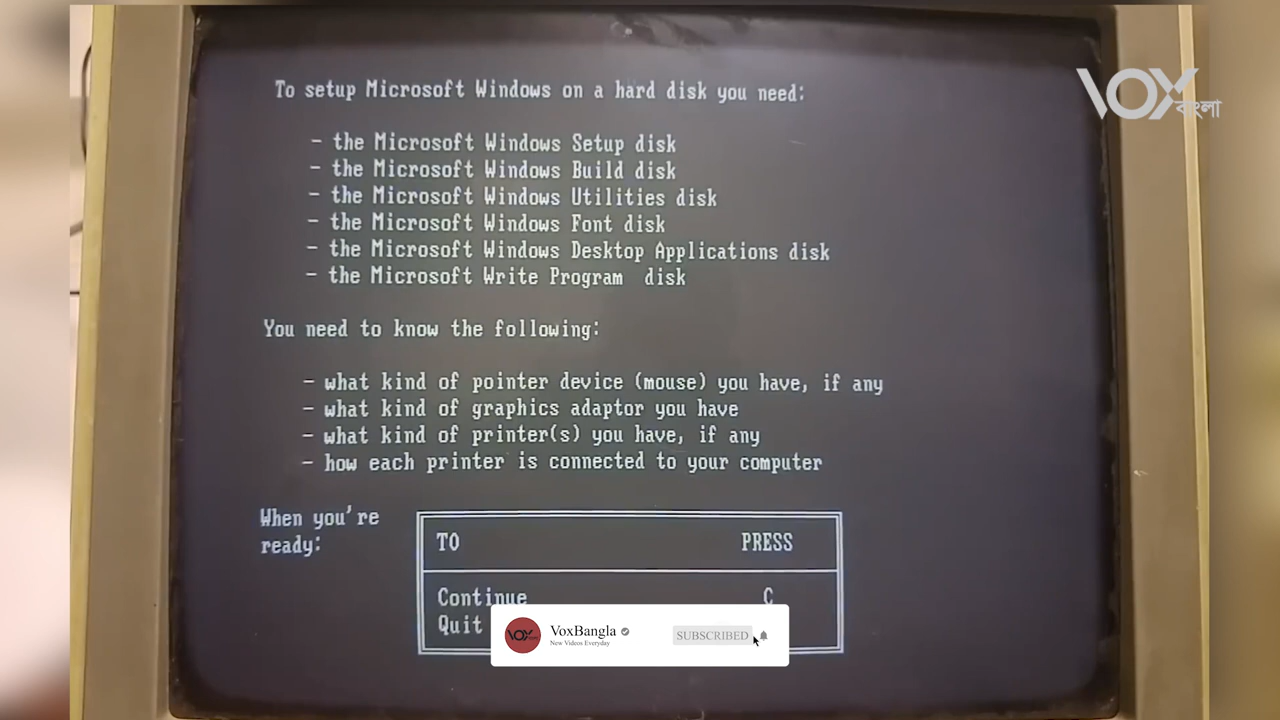 VOX বাংলা
To setup Microsoft Windows on a hard disk you need:
- the Microsoft Windows Setup disk
- the Microsoft Windows Build disk
- the Microsoft Windows Utilities disk
- the Microsoft Windows Font disk
- the Microsoft Windows Desktop Applications disk
- the Microsoft Write Program disk
You need to know the following:
- what kind of pointer device (mouse) you have, if any
- what kind of graphics adaptor you have
- what kind of printer(s) you have, if any
- how each printer is connected to your computer
When you're
ready:
TO PRESS
Continue C
Quit
VOX
VoxBangla
New Videos Everyday
SUBSCRIBED